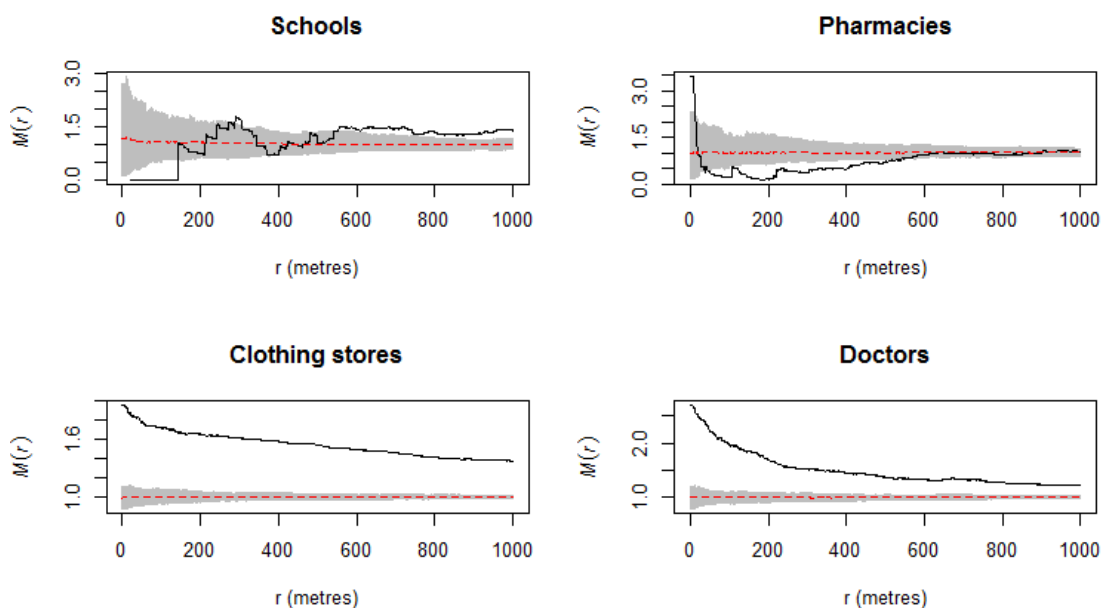 Schools
M(r)
0.0 1.5 3.0
0 200 400 600 800 1000
r (metres)
Pharmacies
M(r)
0.0 1.5 3.0
0 200 400 600 800 1000
r (metres)
Clothing stores
M(r)
1.0 1.6
0 200 400 600 800 1000
r (metres)
Doctors
M(r)
1.0 2.0
0 200 400 600 800 1000
r (metres)